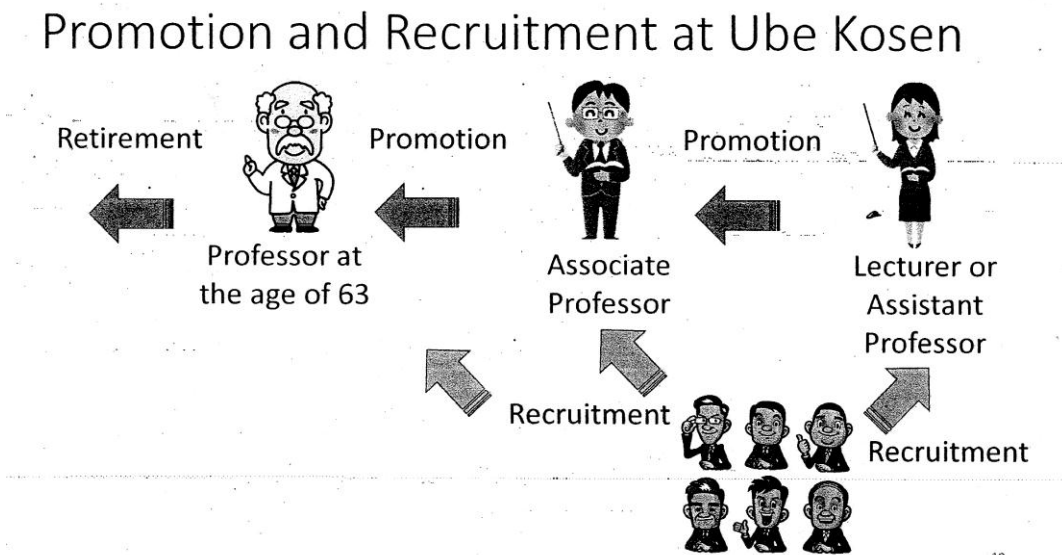 Promotion and Recruitment at Ube Kosen
Retirement
Promotion
Promotion
Professor at
the age of 63
Associate
Professor
Lecturer or
Assistant
Professor
Recruitment
Recruitment